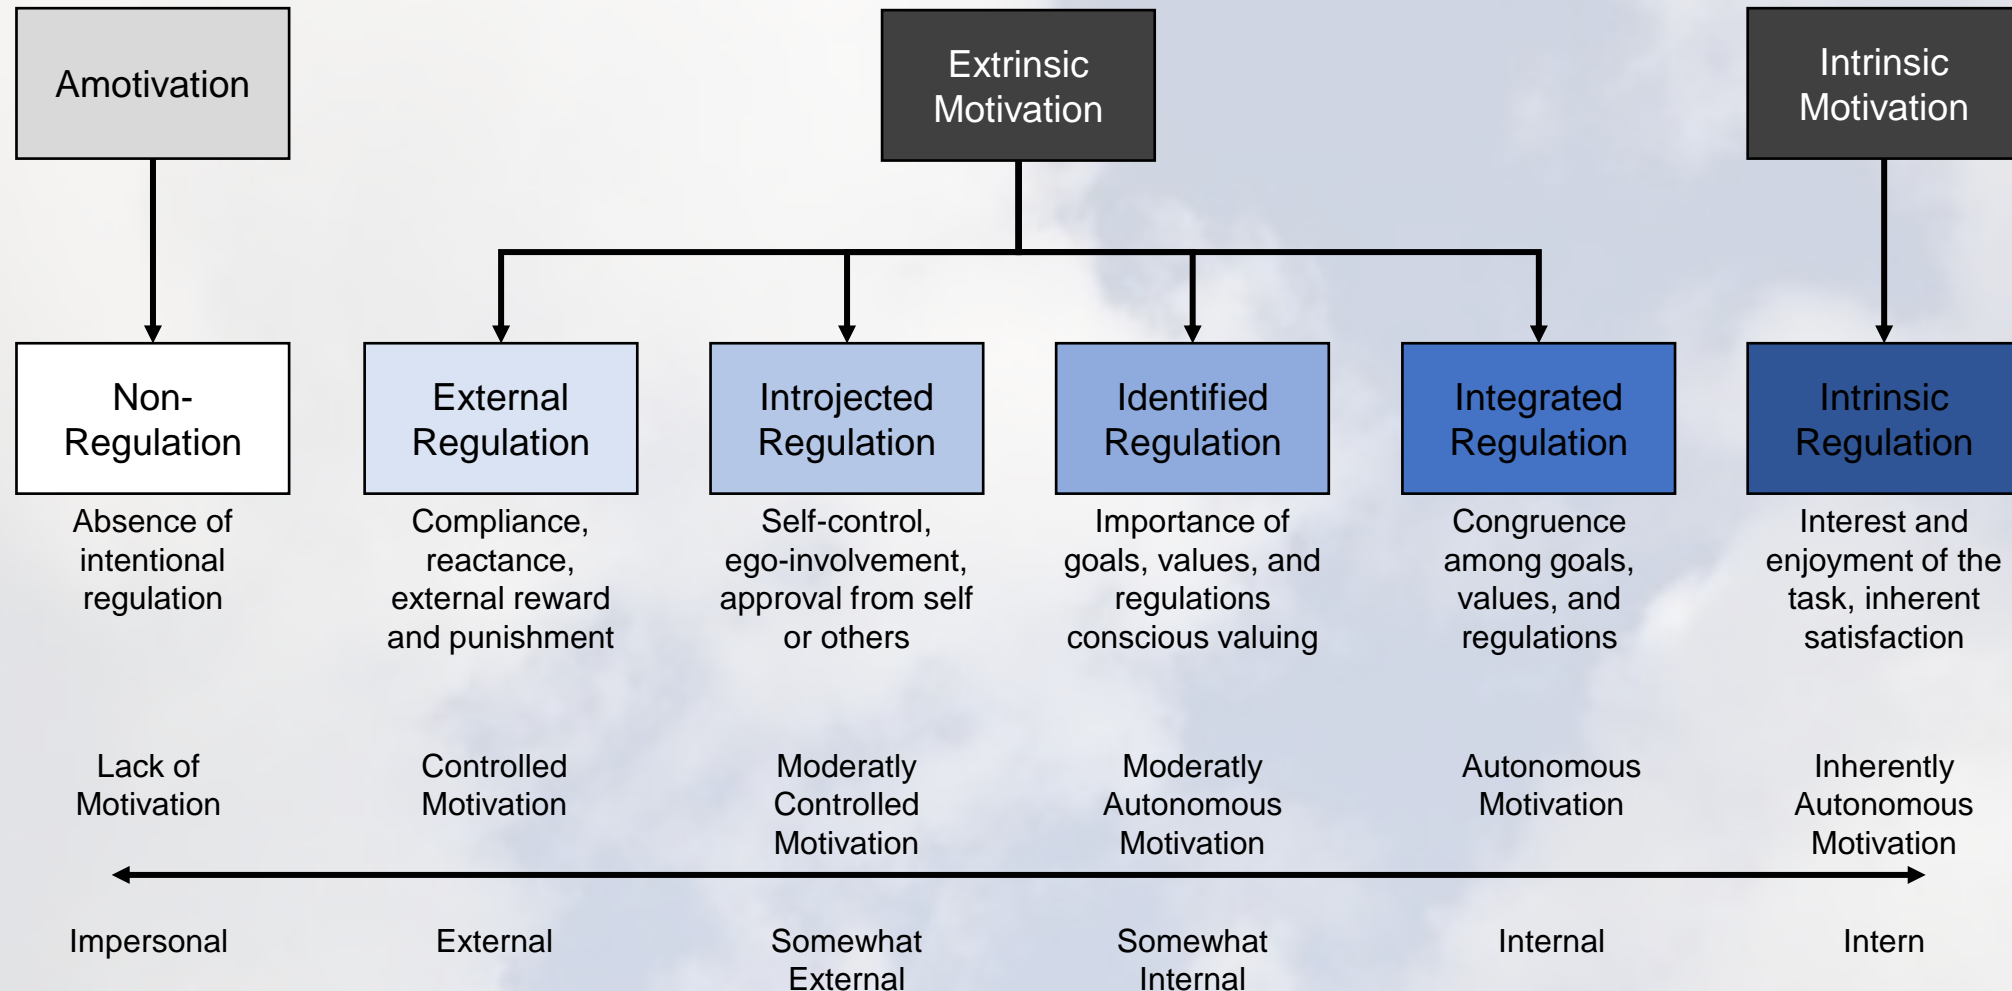 Amotivation
Extrinsic
Motivation
Intrinsic
Motivation
Non-
Regulation
External
Regulation
Introjected
Regulation
Identified
Regulation
Integrated
Regulation
Intrinsic
Regulation
Absence of
intentional
regulation
Compliance,
reactance,
external reward
and punishment
Self-control,
ego-involvement,
approval from self
or others
Importance of
goals, values, and
regulations
conscious valuing
Congruence
among goals,
values, and
regulations
Interest and
enjoyment of the
task, inherent
satisfaction
Lack of
Motivation
Controlled
Motivation
Moderatly
Controlled
Motivation
Moderatly
Autonomous
Motivation
Autonomous
Motivation
Inherently
Autonomous
Motivation
Impersonal
External
Somewhat
External
Somewhat
Internal
Internal
Intern